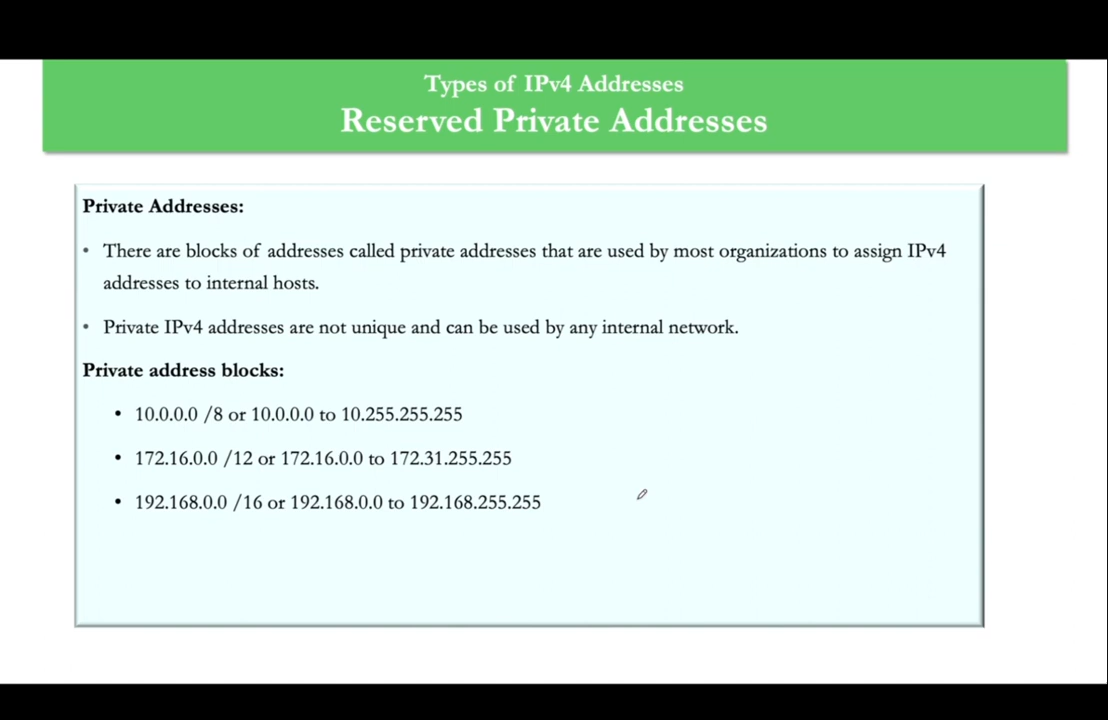 Types of IPv4 Addresses
Reserved Private Addresses
Private Addresses:
• There are blocks of addresses called private addresses that are used by most organizations to assign IPv4
addresses to internal hosts.
• Private IPv4 addresses are not unique and can be used by any internal network.
Private address blocks:
• 10.0.0.0 /8 or 10.0.0.0 to 10.255.255.255
• 172.16.0.0 /12 or 172.16.0.0 to 172.31.255.255
• 192.168.0.0 /16 or 192.168.0.0 to 192.168.255.255